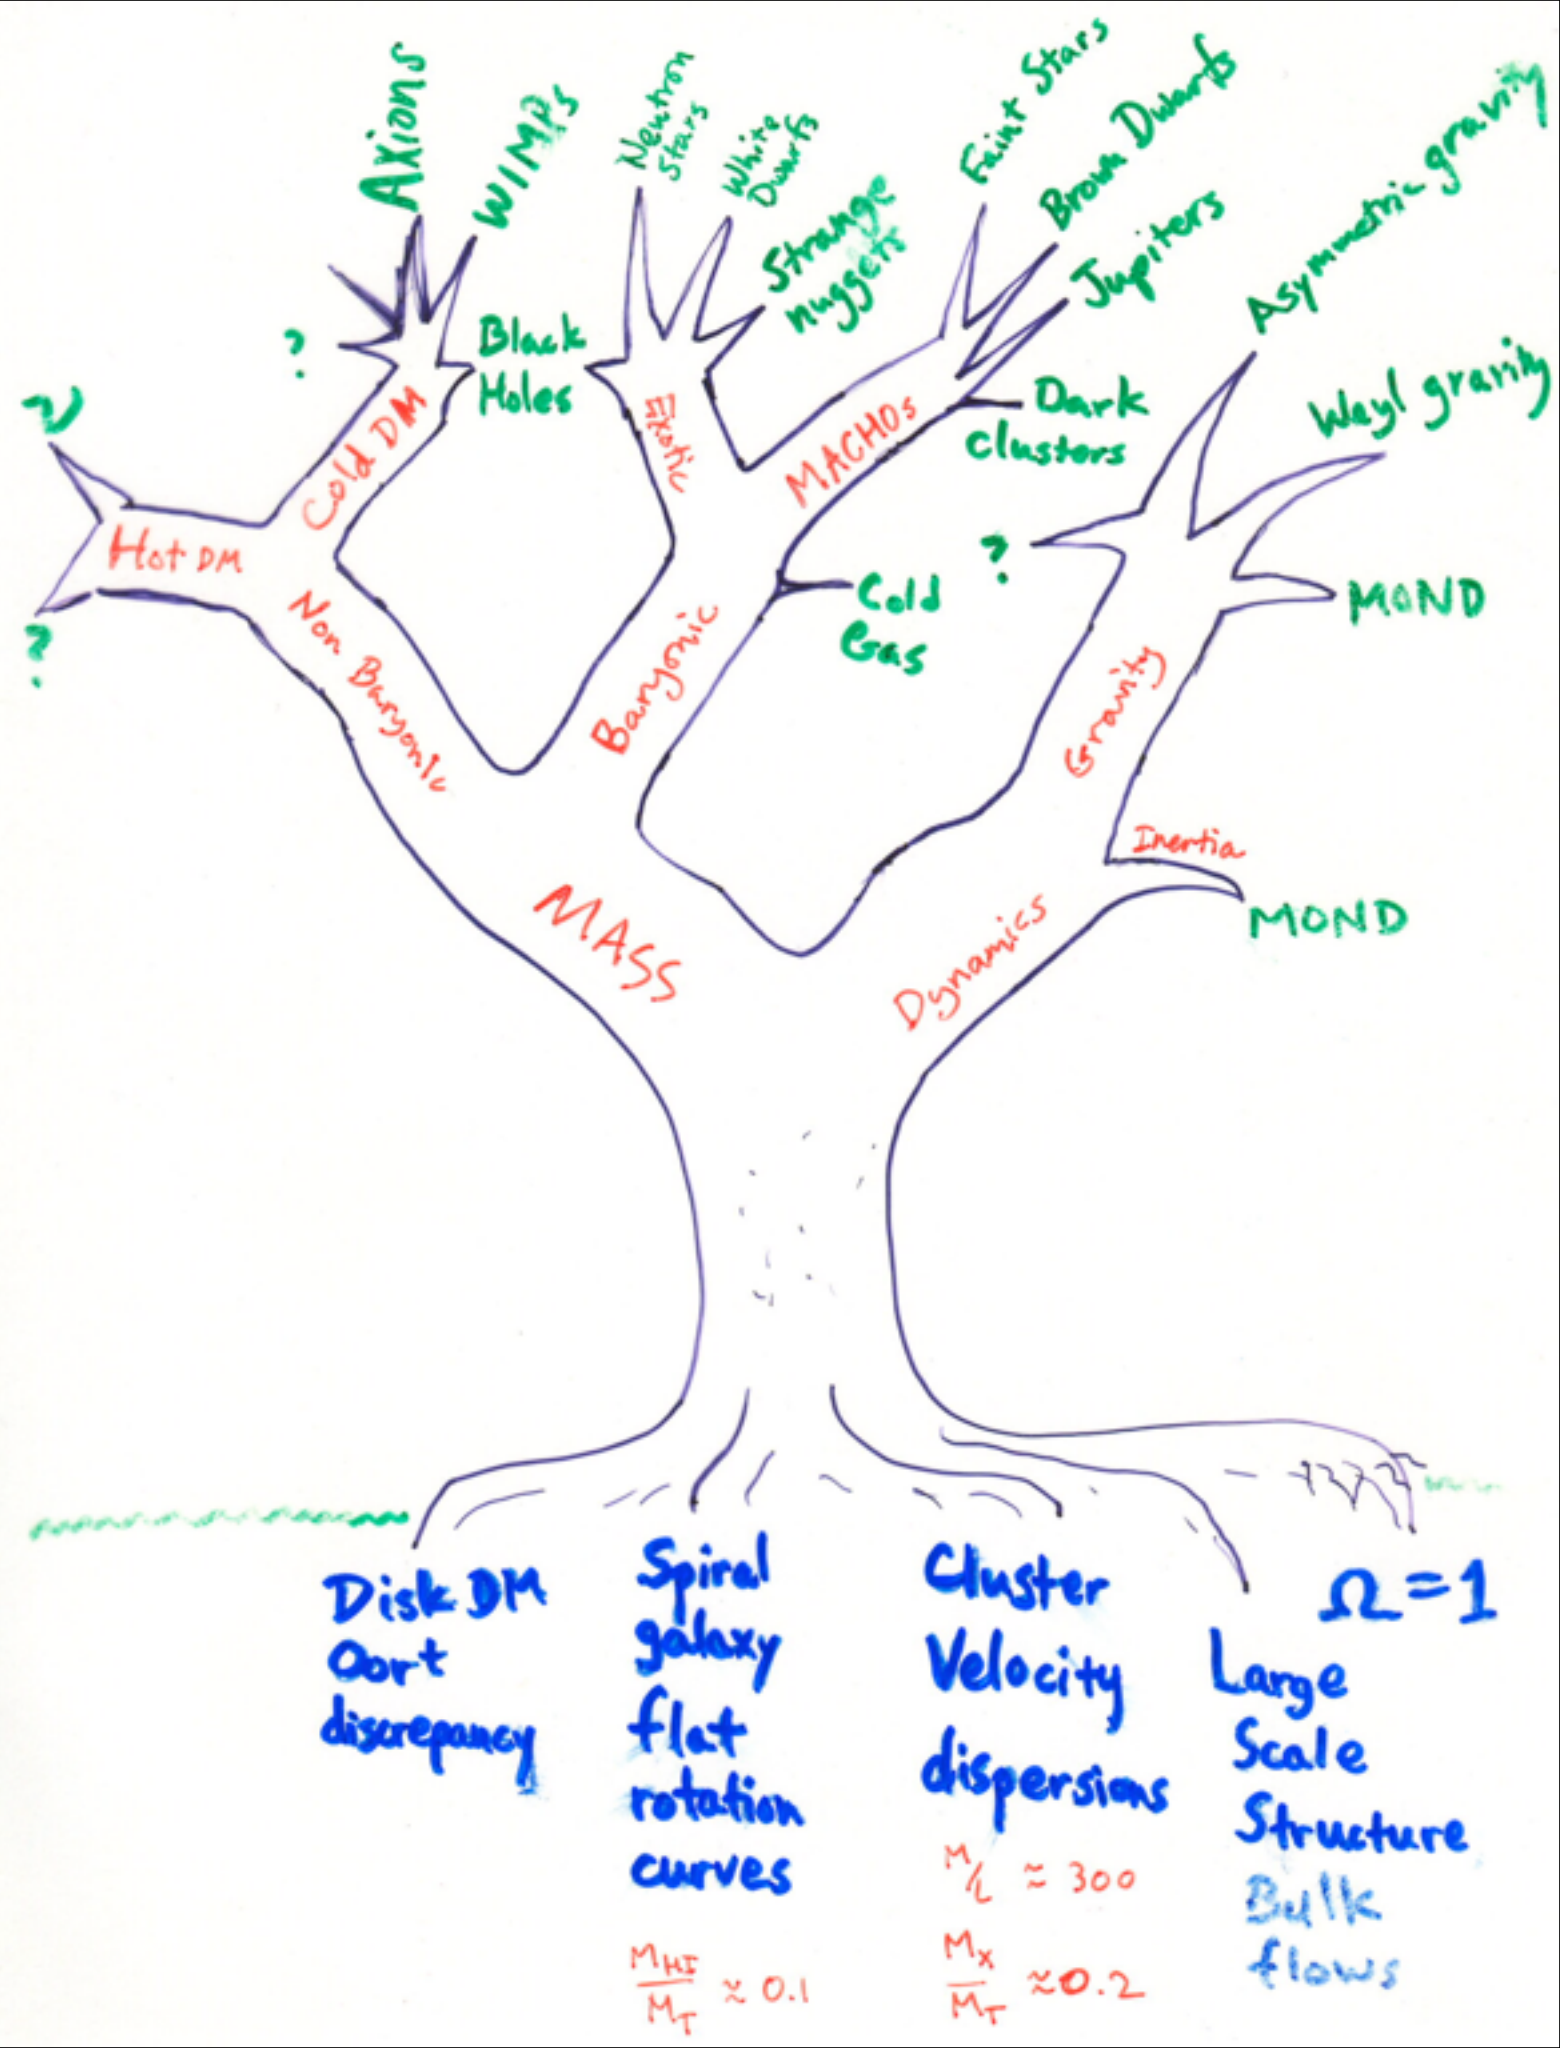 Axions
WIMPs
Neutron
Stars
White
Dwarfs
Strange
nuggets
Faint Stars
Brown Dwarfs
Jupiters
Asymmetric gravity
Weyl gravity
?
Black
Holes
Dark
clusters
ν
Cold DM
Exotic
MACHOs
Hot DM
?
?
Cold
Gas
MOND
Non Baryonic
Baryonic
Gravity
Inertia
MOND
MASS
Dynamics
Disk DM
Oort
discrepancy
Spiral
galaxy
flat
rotation
curves
M_HI/M_T ≈ 0.1
Cluster
Velocity
dispersions
M/L ≈ 300
M_X/M_T ≈ 0.2
Ω = 1
Large
Scale
Structure
Bulk
flows